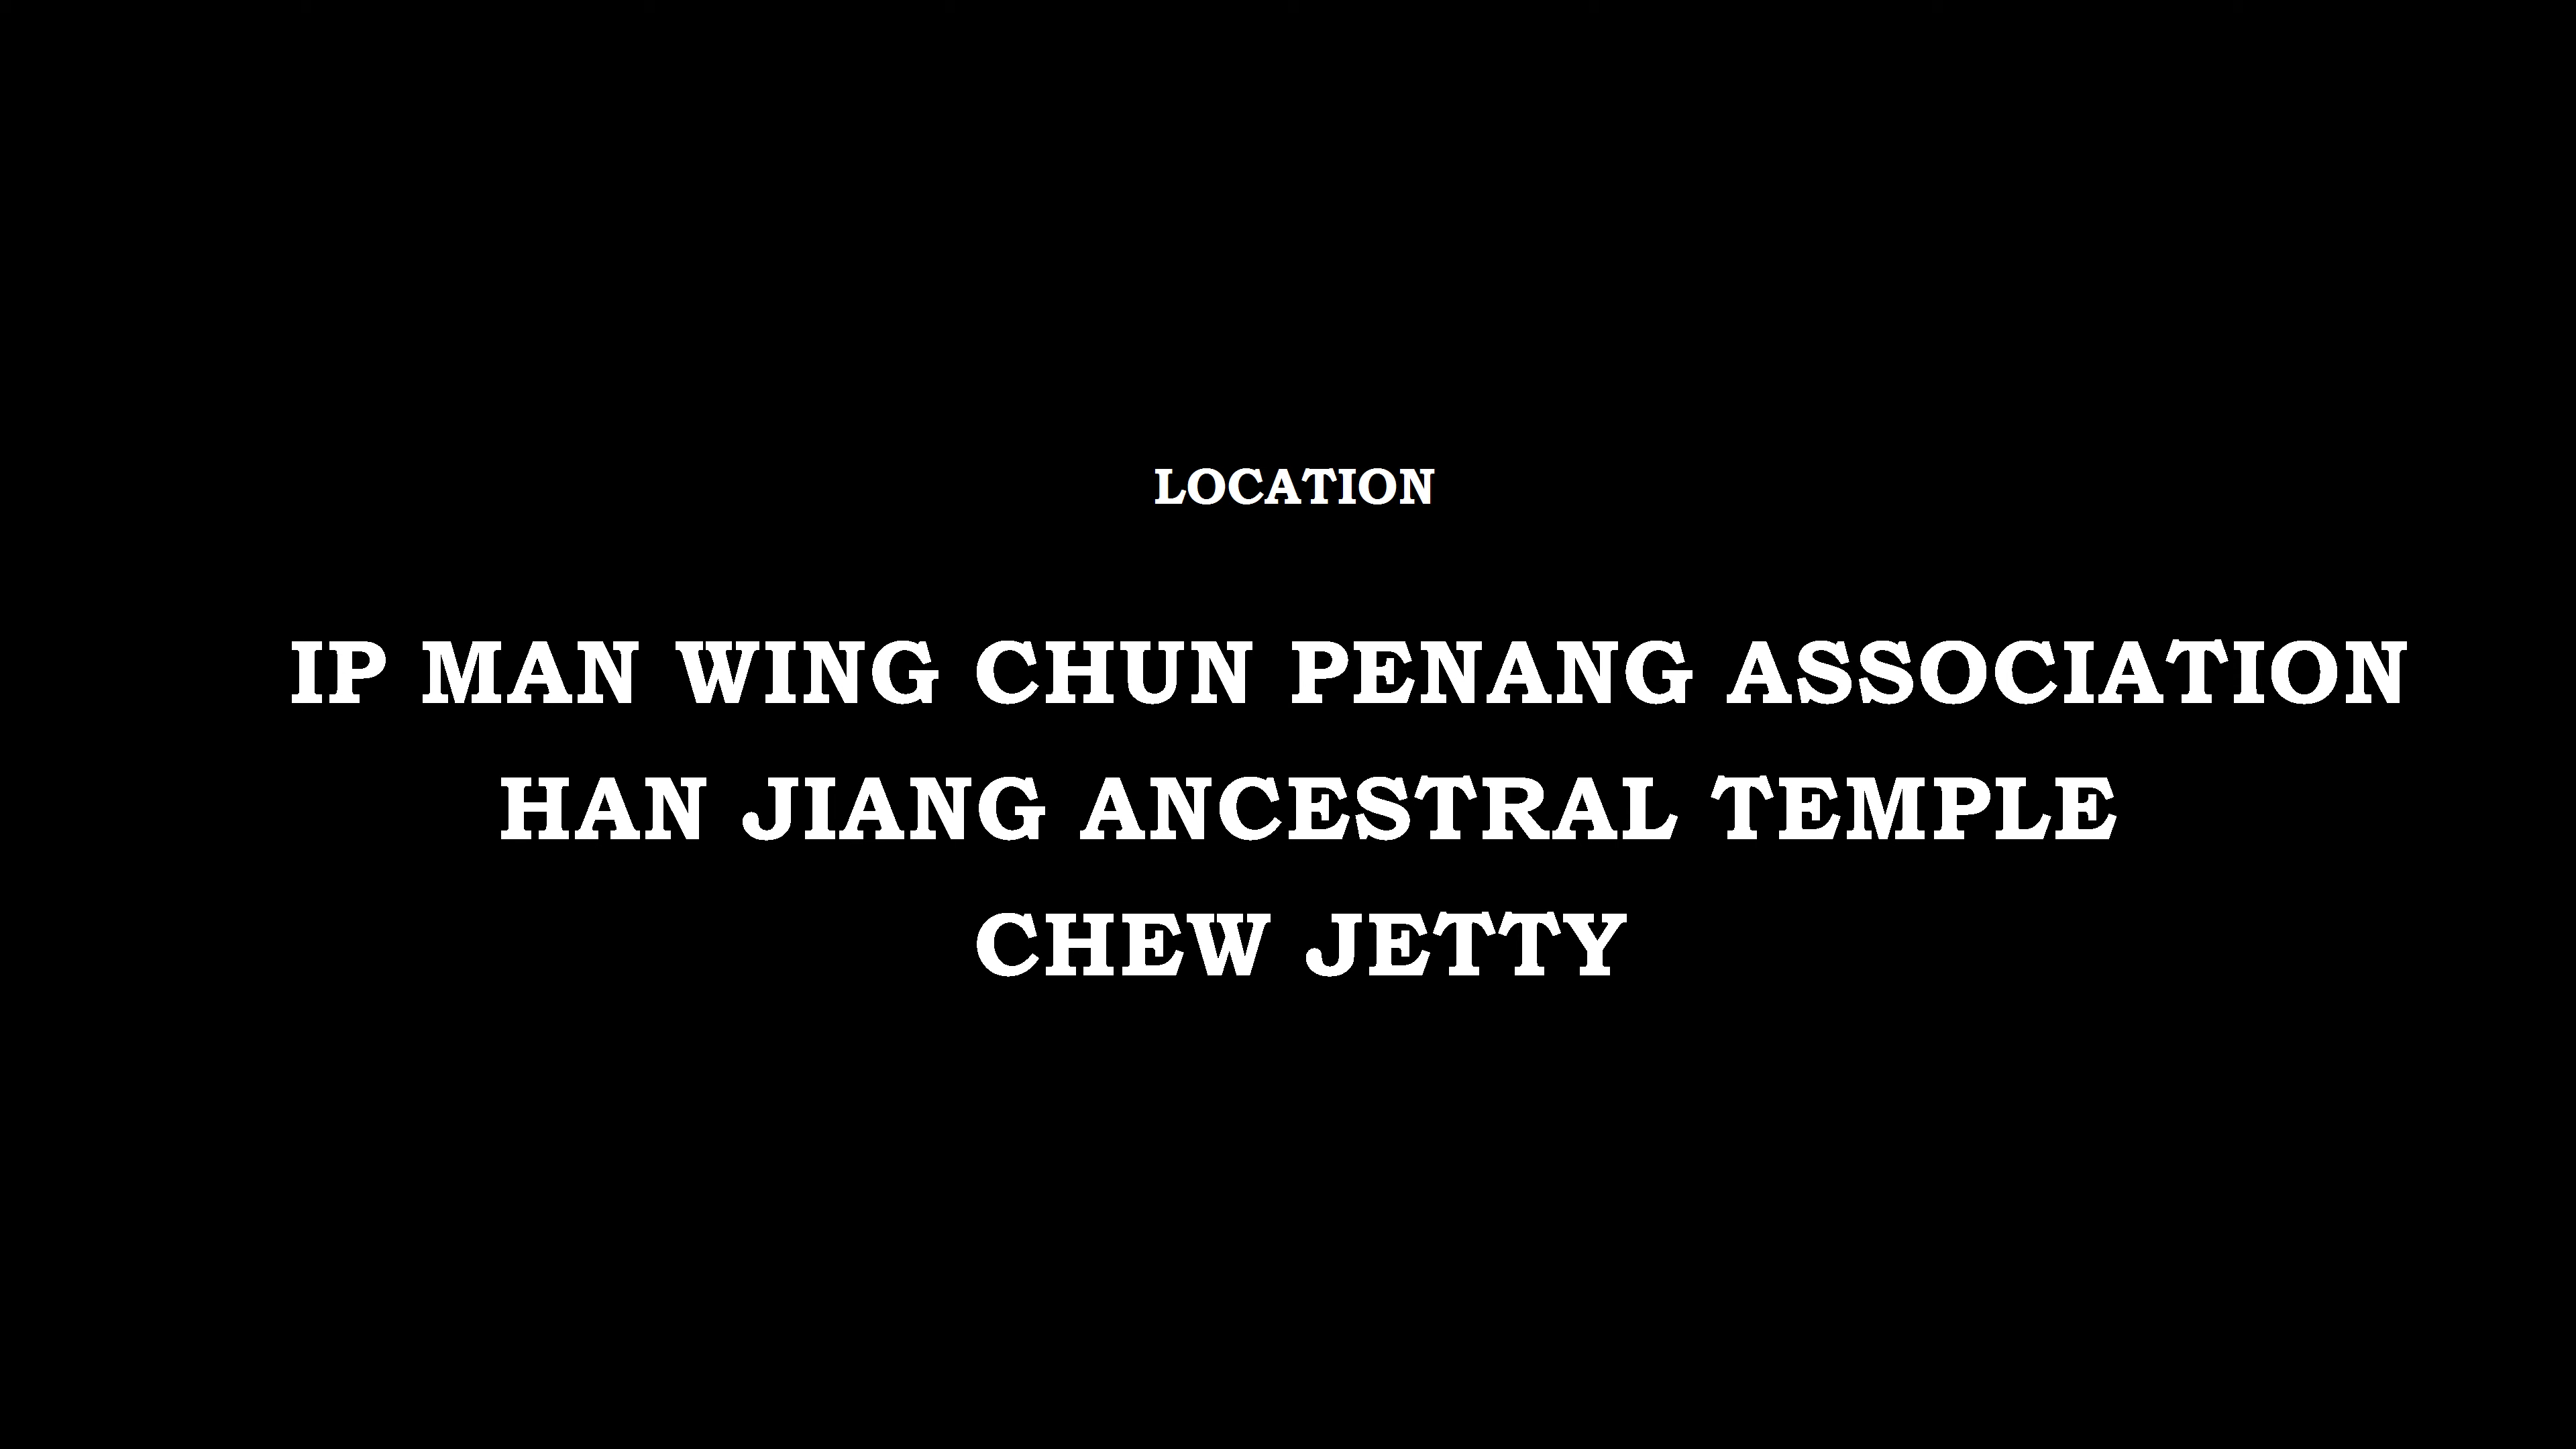 LOCATION
IP MAN WING CHUN PENANG ASSOCIATION
HAN JIANG ANCESTRAL TEMPLE
CHEW JETTY